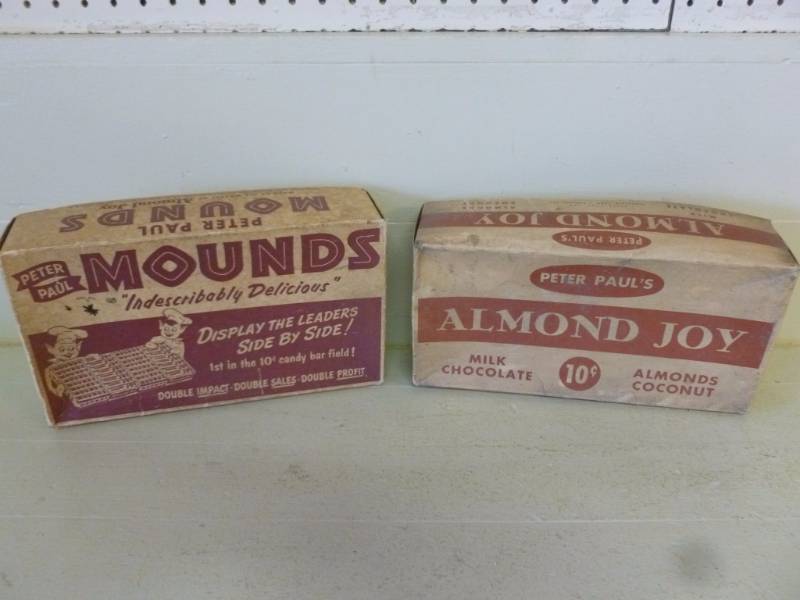 PETER PAUL
MOUNDS
PETER
PAUL
MOUNDS
"Indescribably Delicious"
DISPLAY THE LEADERS
SIDE BY SIDE!
1st in the 10¢ candy bar field!
DOUBLE IMPACT · DOUBLE SALES · DOUBLE PROFIT
ALMOND JOY
PETER PAUL'S
PETER PAUL'S
ALMOND JOY
MILK
CHOCOLATE
10¢
ALMONDS
COCONUT